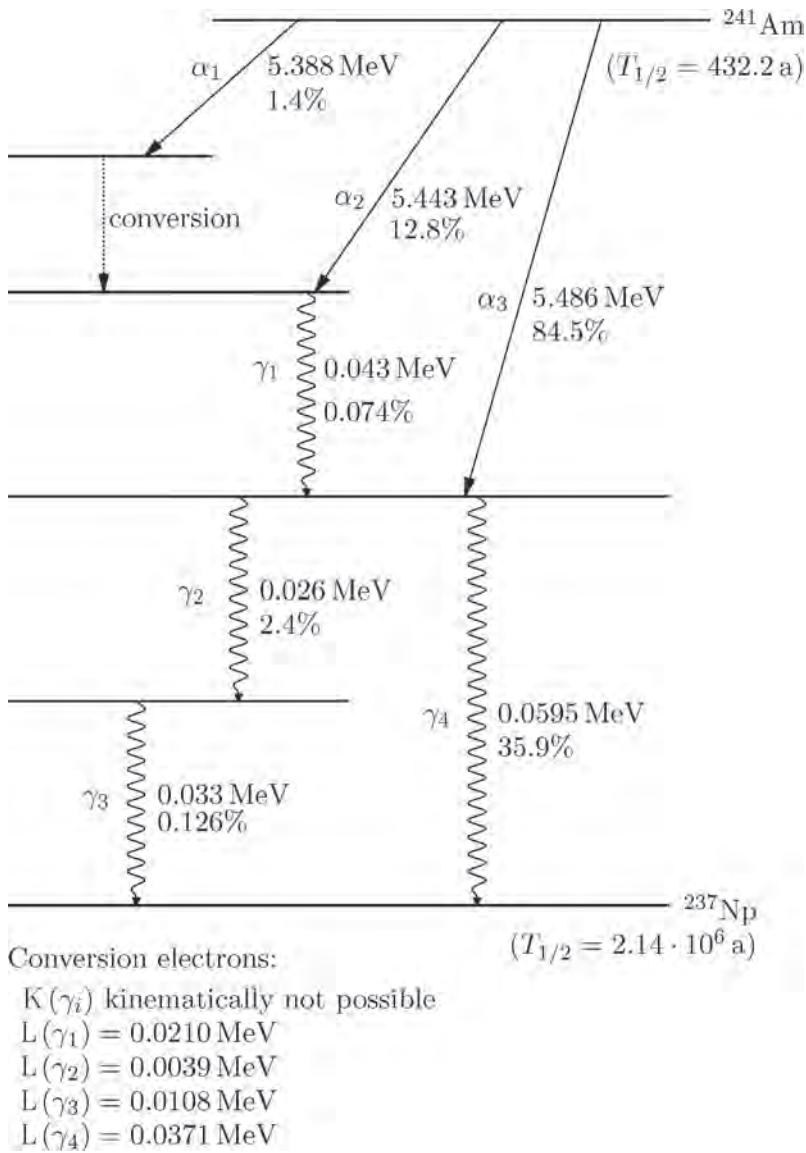 ²⁴¹Am
(T₁/₂ = 432.2 a)
α₁
5.388 MeV
1.4%
conversion
α₂
5.443 MeV
12.8%
α₃
5.486 MeV
84.5%
γ₁
0.043 MeV
0.074%
γ₂
0.026 MeV
2.4%
γ₄
0.0595 MeV
35.9%
γ₃
0.033 MeV
0.126%
²³⁷Np
(T₁/₂ = 2.14 · 10⁶ a)
Conversion electrons:
K (γᵢ) kinematically not possible
L (γ₁) = 0.0210 MeV
L (γ₂) = 0.0039 MeV
L (γ₃) = 0.0108 MeV
L (γ₄) = 0.0371 MeV